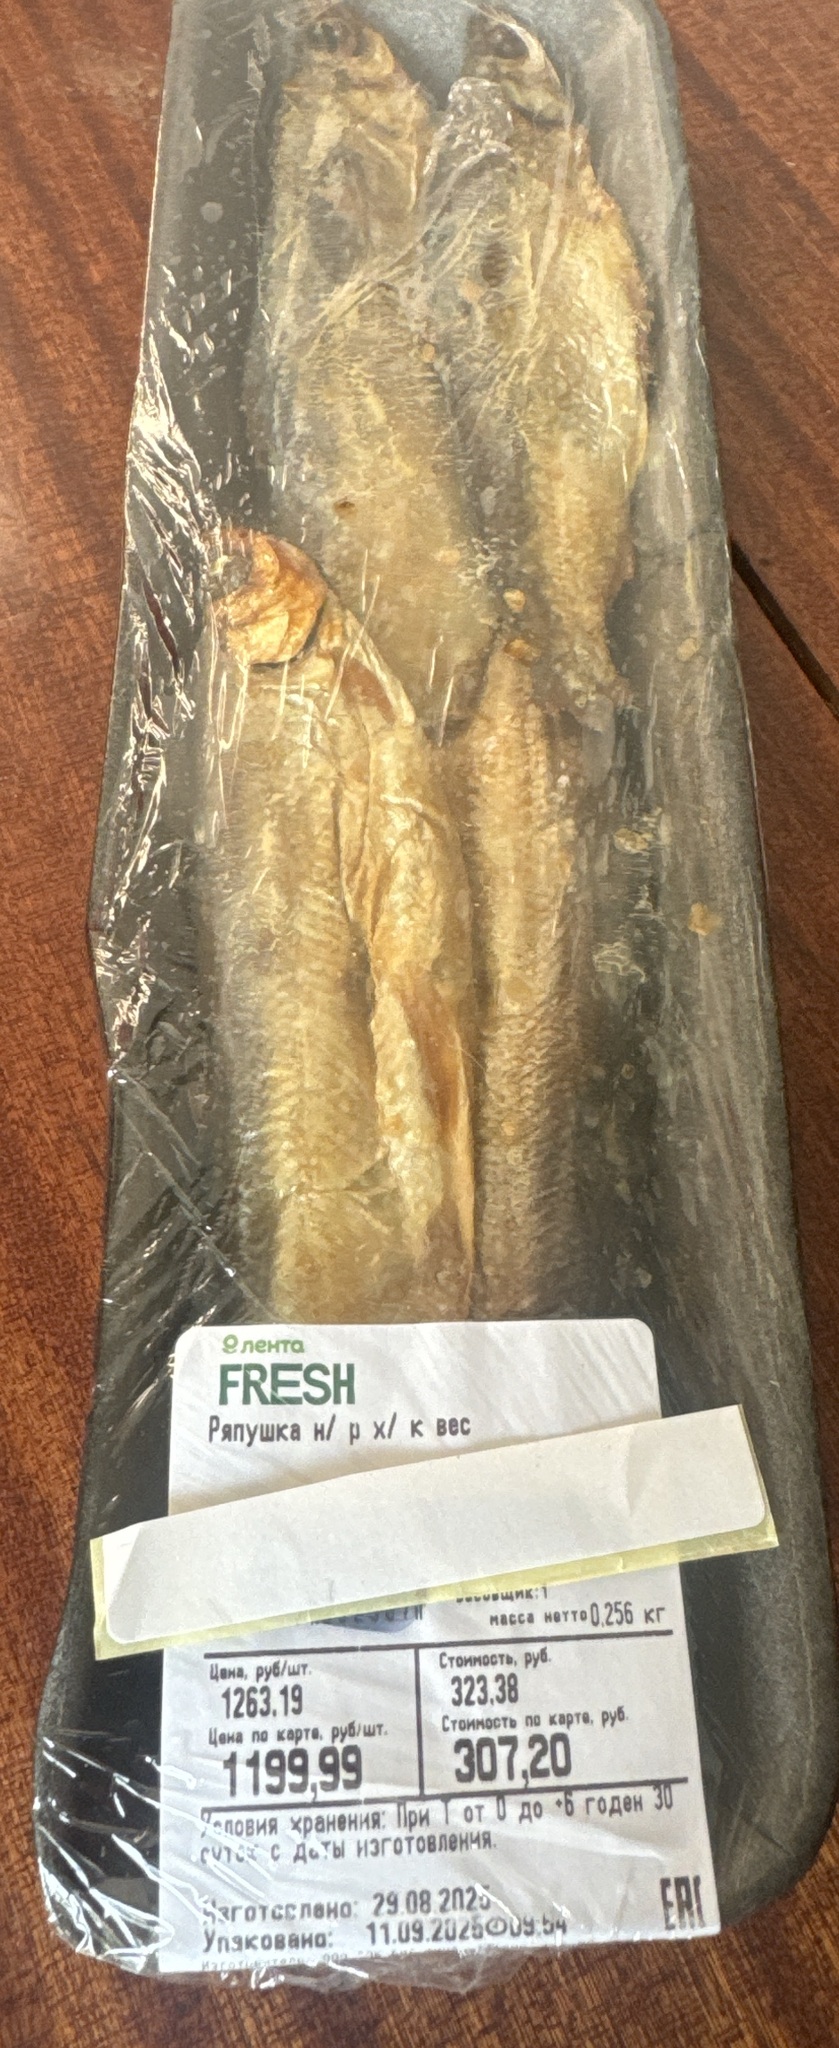 лента
FRESH
Ряпушка н/ р х/ к вес
масса нетто 0,256 кг
Цена, руб/шт.
1263,19
Стоимость, руб.
323,38
Цена по карте, руб/шт.
1199,99
Стоимость по карте, руб.
307,20
Условия хранения: При Т от 0 до +6 годен 30
суток с даты изготовления.
Изготовлено: 29.08.2025
Упаковано: 11.09.2025 09:54
EAC